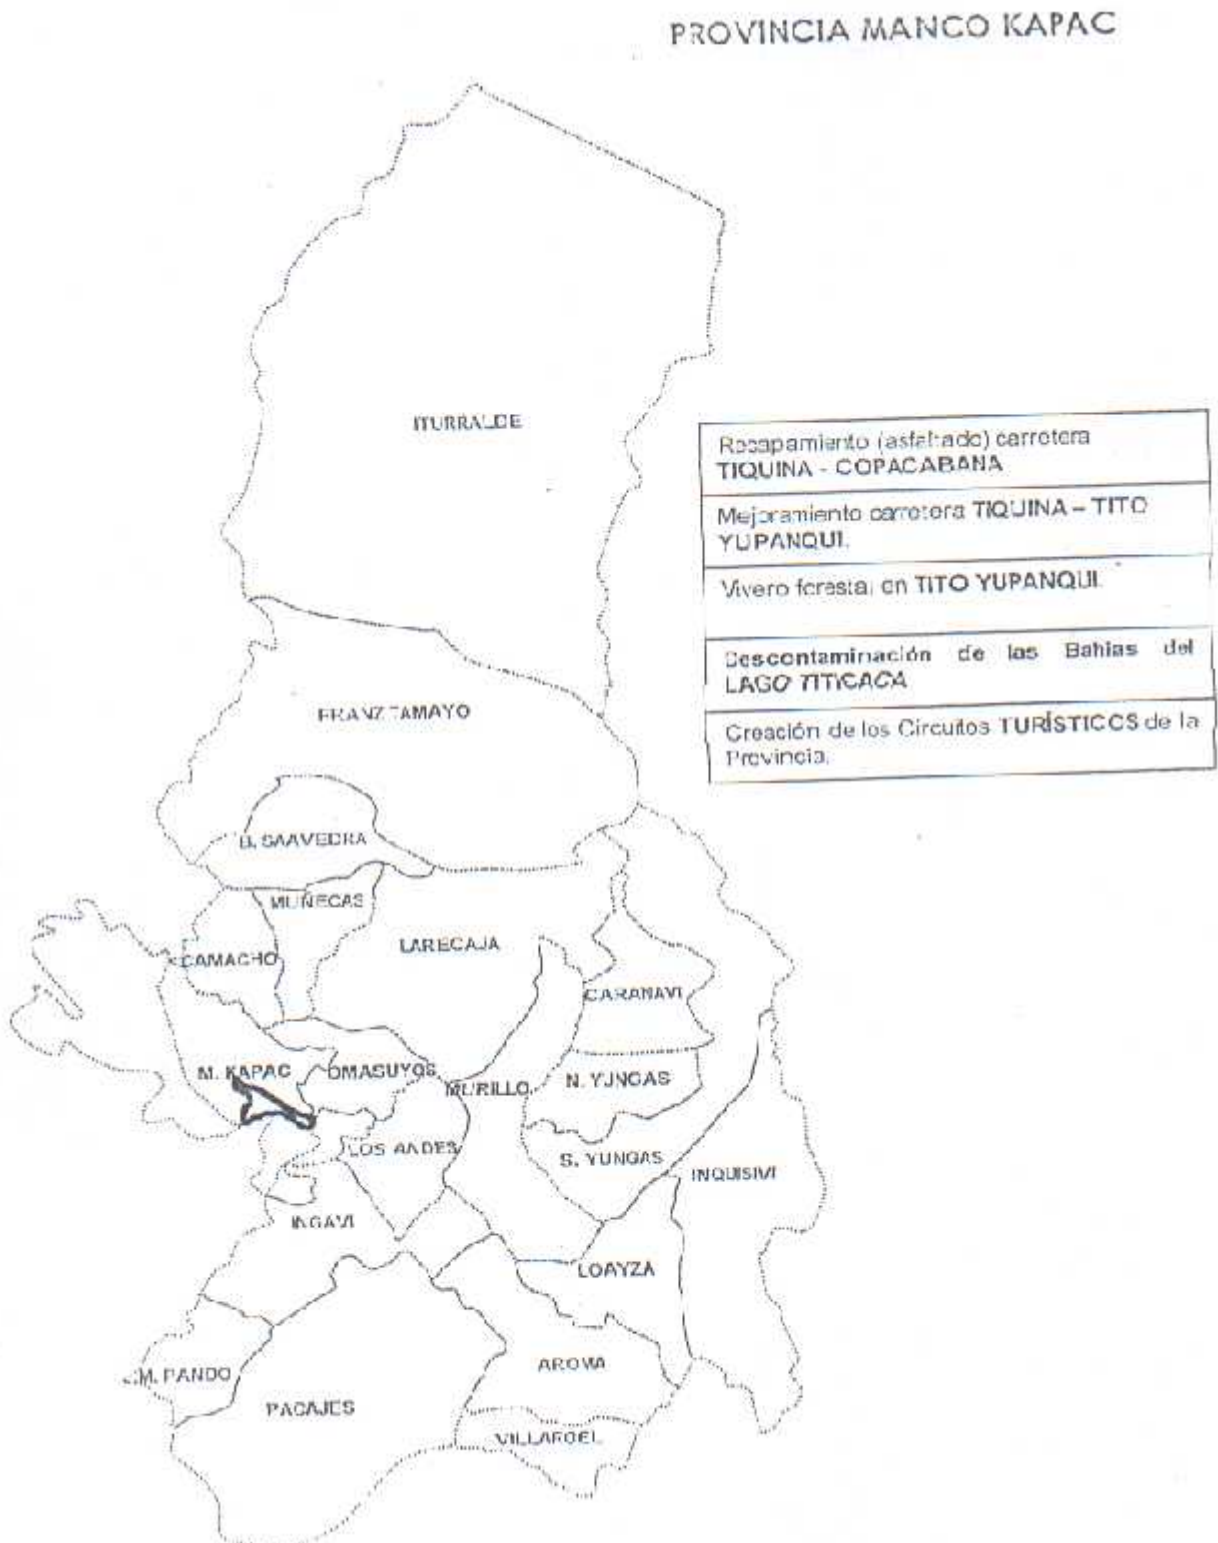 PROVINCIA MANCO KAPAC
ITURRALDE
Recapamiento (asfaltado) carretera
TIQUINA - COPACABANA
Mejoramiento carretera TIQUINA – TITO
YUPANQUI.
Vivero forestal en TITO YUPANQUI.
Descontaminación de las Bahias del
LAGO TITICACA
Creación de los Circuitos TURÍSTICOS de la
Provincia.
FRANZ TAMAYO
B. SAAVEDRA
MUÑECAS
CAMACHO
LARECAJA
CARANAVI
M. KAPAC
OMASUYOS
MURILLO
N. YUNGAS
LOS ANDES
S. YUNGAS
INQUISIVI
INGAVI
LOAYZA
J.M. PANDO
AROMA
PACAJES
VILLAROEL